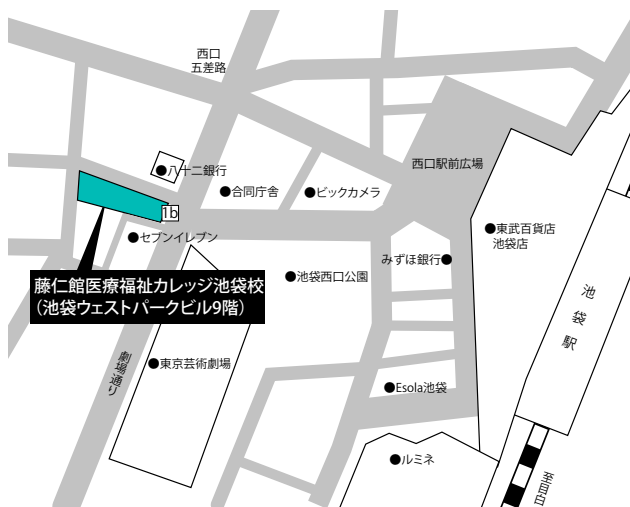 西口
五差路
●八十二銀行
西口駅前広場
●合同庁舎
●ビックカメラ
1b
●東武百貨店
池袋店
●セブンイレブン
みずほ銀行●
●池袋西口公園
藤仁館医療福祉カレッジ池袋校
（池袋ウェストパークビル9階）
池袋駅
劇場通り
●東京芸術劇場
●Esola池袋
●ルミネ
至目白